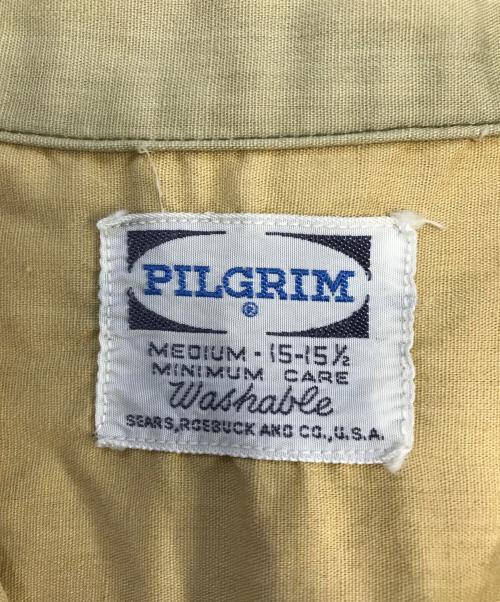 PILGRIM
®
MEDIUM - 15-15½
MINIMUM CARE
Washable
SEARS, ROEBUCK AND CO., U.S.A.